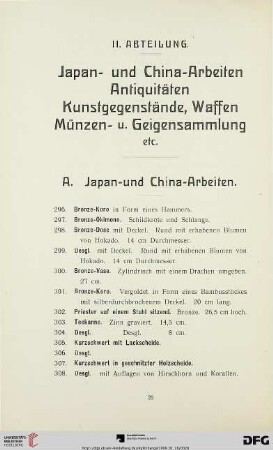 II. ABTEILUNG.
Japan- und China-Arbeiten
Antiquitäten
Kunstgegenstände, Waffen
Münzen- u. Geigensammlung
etc.
A. Japan-und China-Arbeiten.
296. Bronze-Koro in Form eines Hammers.
297. Bronze-Okimono. Schildkröte und Schlange.
298. Bronze-Dose mit Deckel. Rund mit erhabenen Blumen
von Hokado. 14 cm Durchmesser.
299. Desgl. mit Deckel. Rund mit erhabenen Blumen von
Hokado. 14 cm Durchmesser.
300. Bronze-Vase. Zylindrisch mit einem Drachen umgeben.
27 cm.
301. Bronze-Koro. Vergoldet in Form eines Bambusstockes
mit silberdurchbrochenem Deckel. 20 cm lang.
302. Priester auf einem Stuhl sitzend. Bronze. 26,5 cm hoch.
303. Teekanne. Zinn graviert. 14,5 cm.
304. Desgl. Desgl. 8 cm.
305. Kurzschwert mit Lackscheide.
306. Desgl.
307. Kurzschwert in geschnitzter Holzscheide.
308. Desgl. mit Auflagen von Hirschhorn und Korallen.
UNIVERSITÄTS-
BIBLIOTHEK
HEIDELBERG